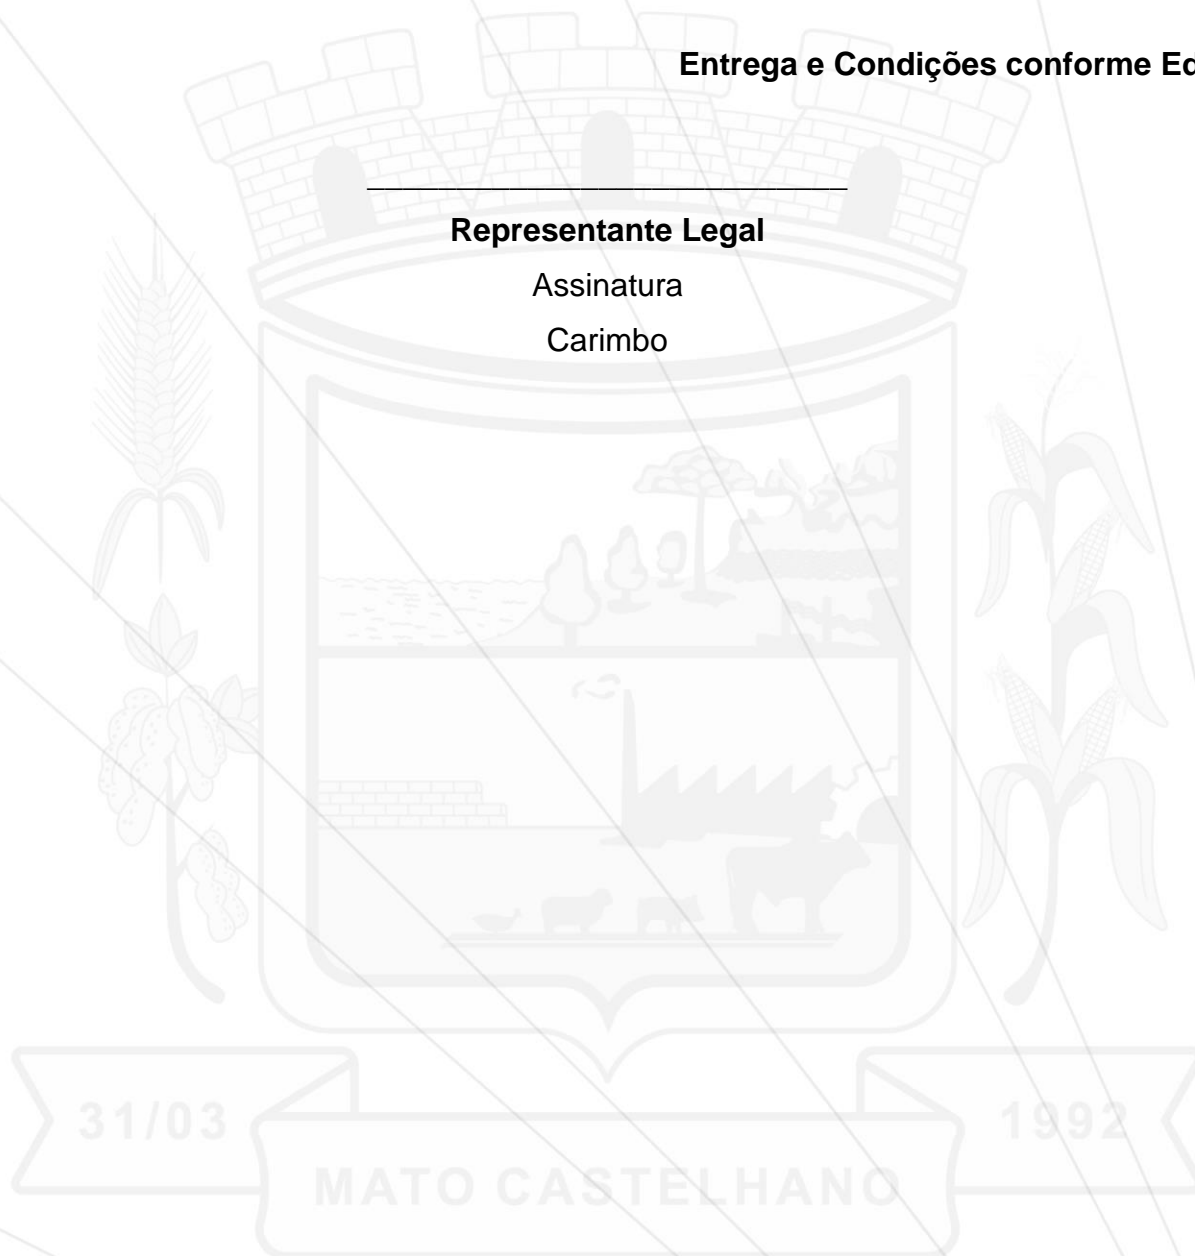 Entrega e Condições conforme Ed
Representante Legal
Assinatura
Carimbo
31/03
1992
MATO CASTELHANO